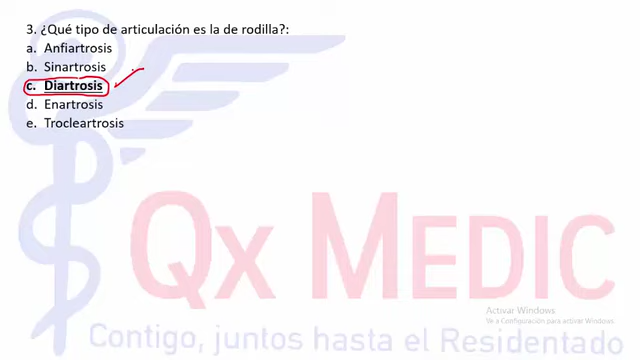 3. ¿Qué tipo de articulación es la de rodilla?:
a. Anfiartrosis
b. Sinartrosis
c. Diartrosis
d. Enartrosis
e. Trocleartrosis
Qx MEDIC
Activar Windows
Ve a Configuración para activar Windows.
Contigo, juntos hasta el Residentado